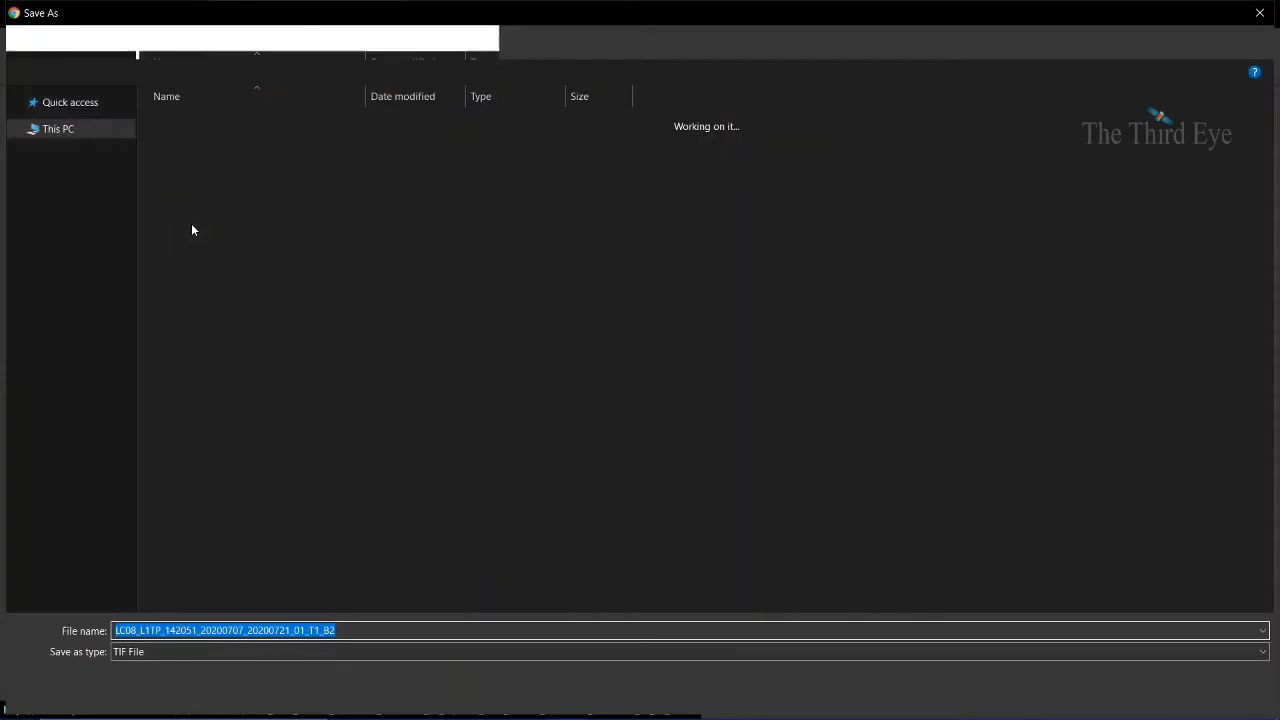 Save As
Quick access
This PC
Name
Date modified
Type
Size
Working on it...
The Third Eye
File name: LC08_L1TP_142051_20200707_20200721_01_T1_B2
Save as type: TIF File